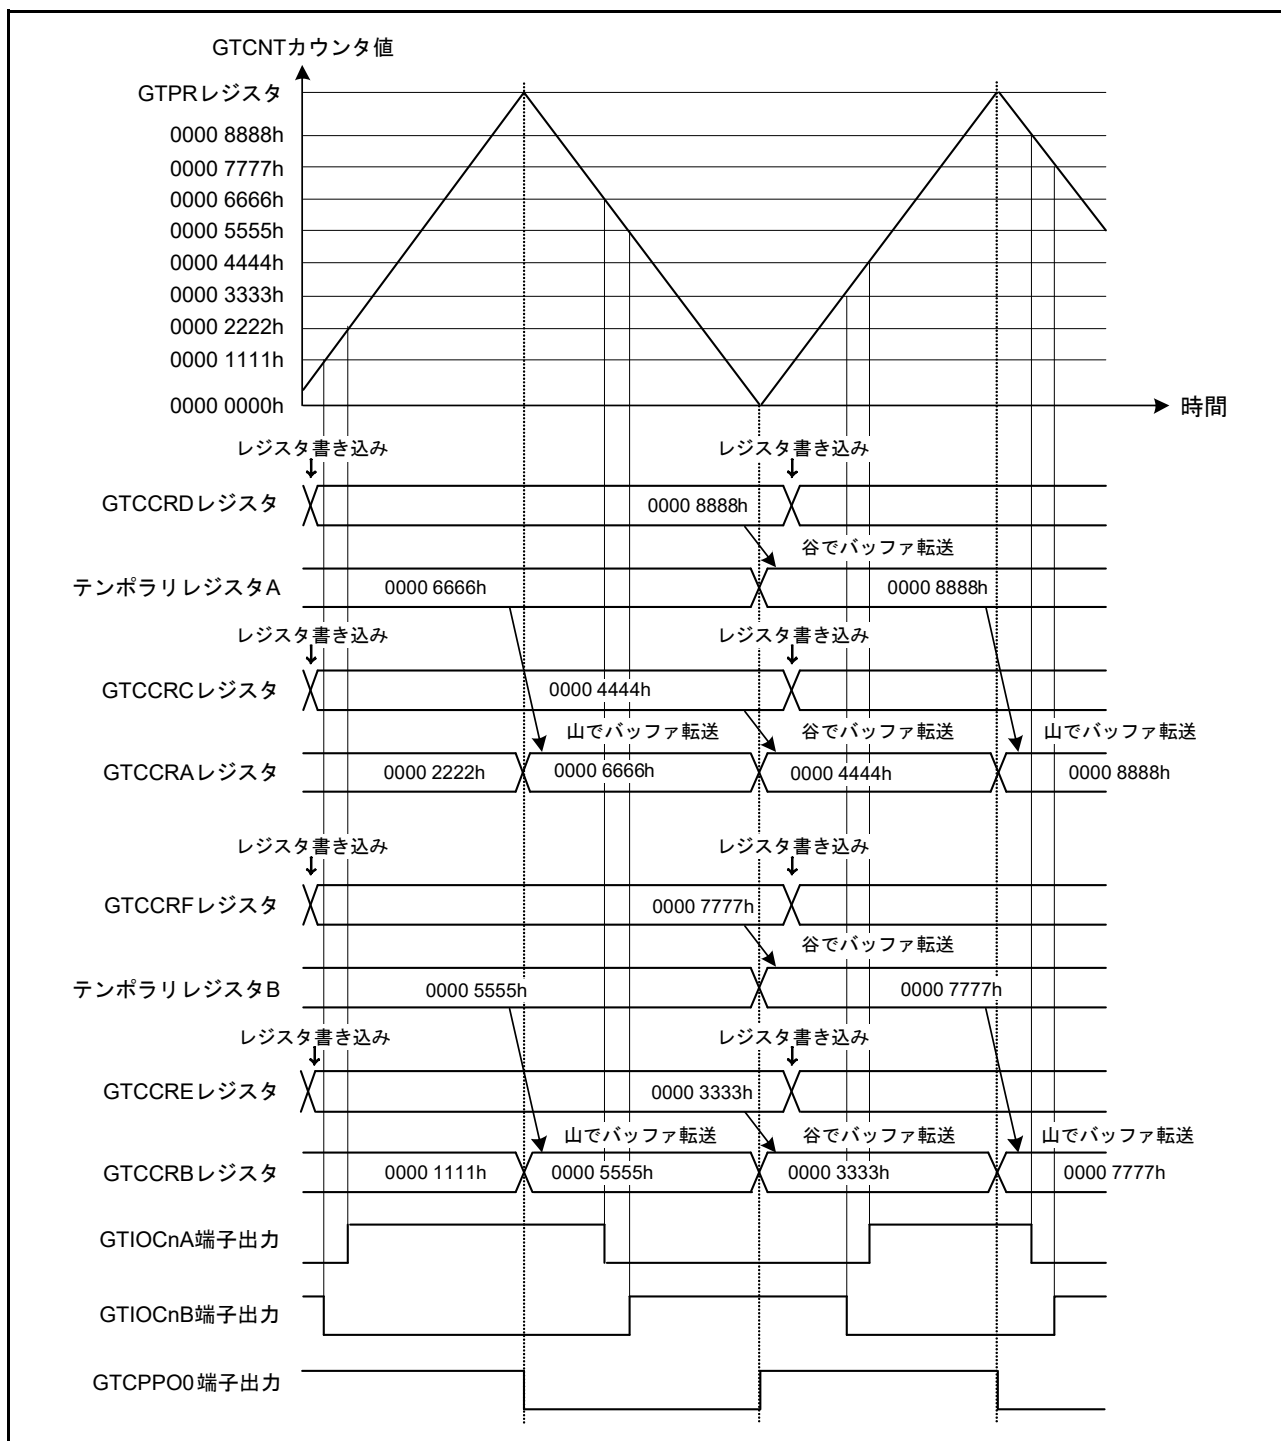 GTCNTカウンタ値
GTPRレジスタ
0000 8888h
0000 7777h
0000 6666h
0000 5555h
0000 4444h
0000 3333h
0000 2222h
0000 1111h
0000 0000h
時間
レジスタ書き込み
レジスタ書き込み
GTCCRDレジスタ
0000 8888h
谷でバッファ転送
テンポラリレジスタA
0000 6666h
0000 8888h
レジスタ書き込み
レジスタ書き込み
GTCCRCレジスタ
0000 4444h
山でバッファ転送
谷でバッファ転送
山でバッファ転送
GTCCRAレジスタ
0000 2222h
0000 6666h
0000 4444h
0000 8888h
レジスタ書き込み
レジスタ書き込み
GTCCRFレジスタ
0000 7777h
谷でバッファ転送
テンポラリレジスタB
0000 5555h
0000 7777h
レジスタ書き込み
レジスタ書き込み
GTCCREレジスタ
0000 3333h
山でバッファ転送
谷でバッファ転送
山でバッファ転送
GTCCRBレジスタ
0000 1111h
0000 5555h
0000 3333h
0000 7777h
GTIOCnA端子出力
GTIOCnB端子出力
GTCPPO0端子出力